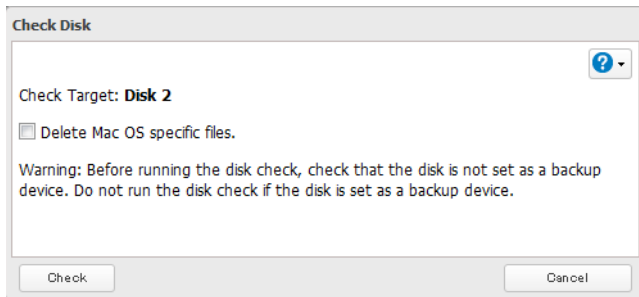 Check Disk
?
Check Target: Disk 2
Delete Mac OS specific files.
Warning: Before running the disk check, check that the disk is not set as a backup
device. Do not run the disk check if the disk is set as a backup device.
Check
Cancel